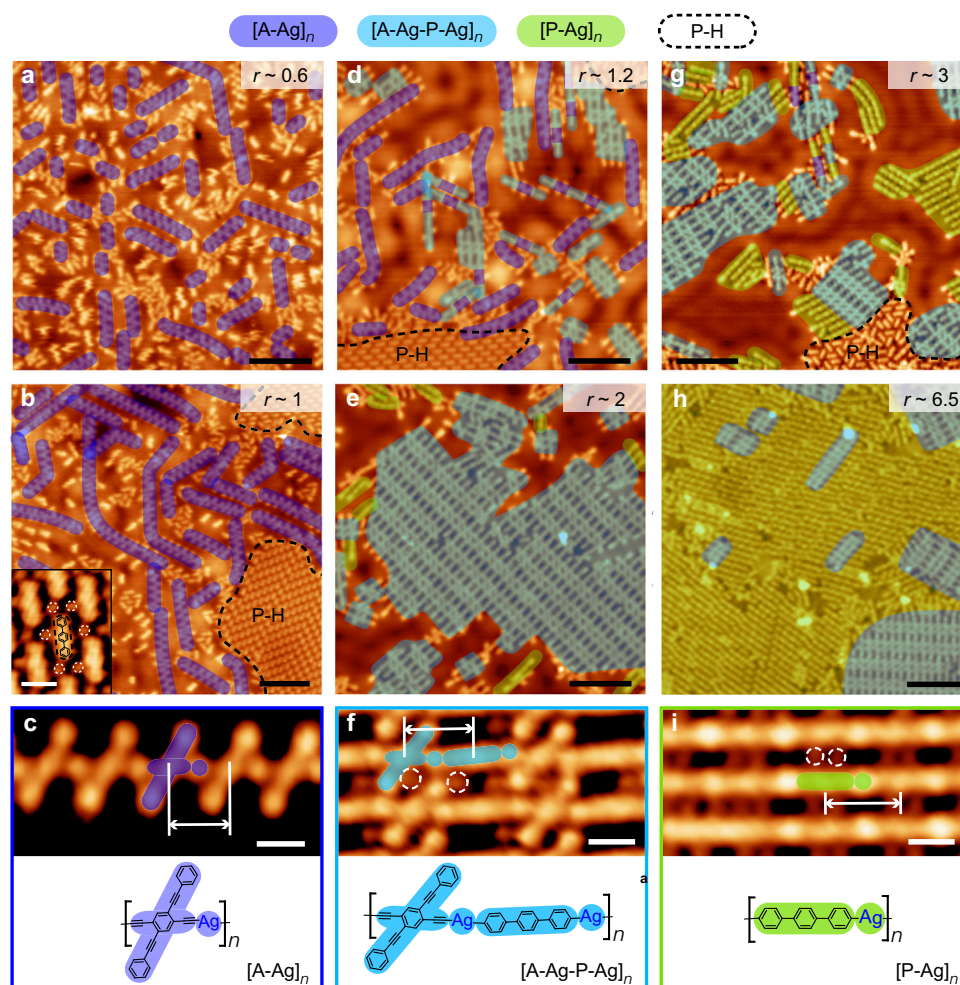 [A-Ag]n [A-Ag-P-Ag]n [P-Ag]n P-H
a r ~ 0.6
d r ~ 1.2
P-H
g r ~ 3
P-H
b r ~ 1
P-H
e r ~ 2
h r ~ 6.5
c
Ag
n
[A-Ag]n
f
a
Ag Ag
n
[A-Ag-P-Ag]n
i
Ag
n
[P-Ag]n